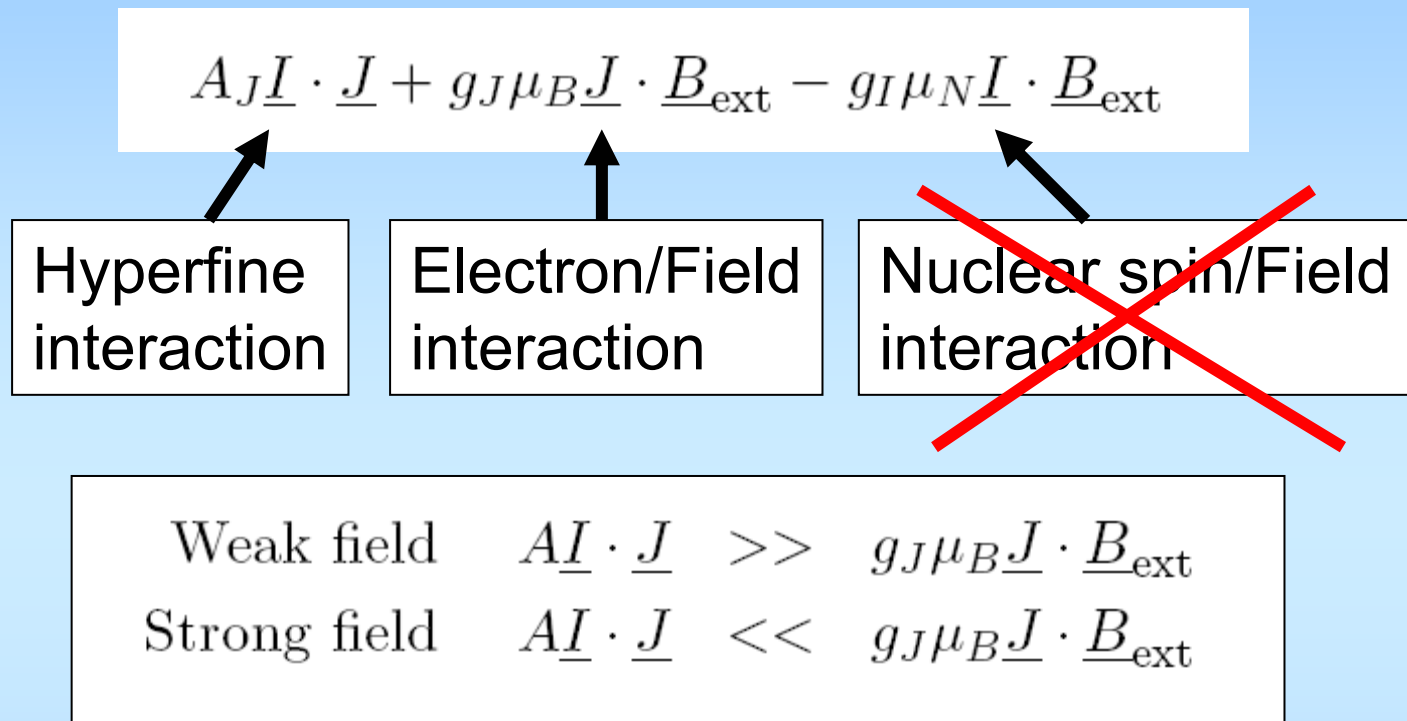 A_J I · J + g_J μ_B J · B_ext − g_I μ_N I · B_ext
Hyperfine
interaction
Electron/Field
interaction
Nuclear spin/Field
interaction
Weak field A I · J >> g_J μ_B J · B_ext
Strong field A I · J << g_J μ_B J · B_ext